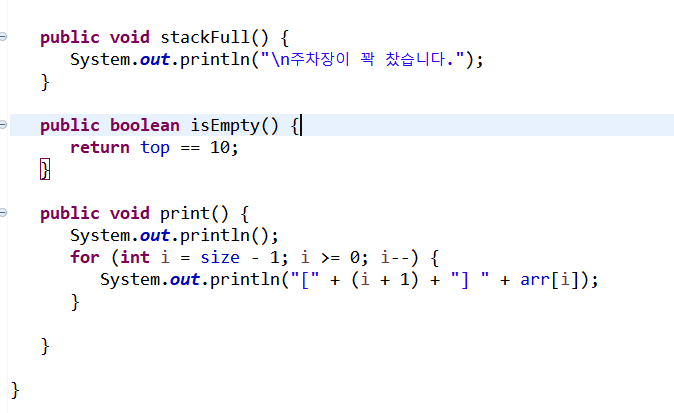 public void stackFull() {
System.out.println("\n주차장이 꽉 찼습니다.");
}
public boolean isEmpty() {
return top == 10;
}
public void print() {
System.out.println();
for (int i = size - 1; i >= 0; i--) {
System.out.println("[" + (i + 1) + "] " + arr[i]);
}
}
}